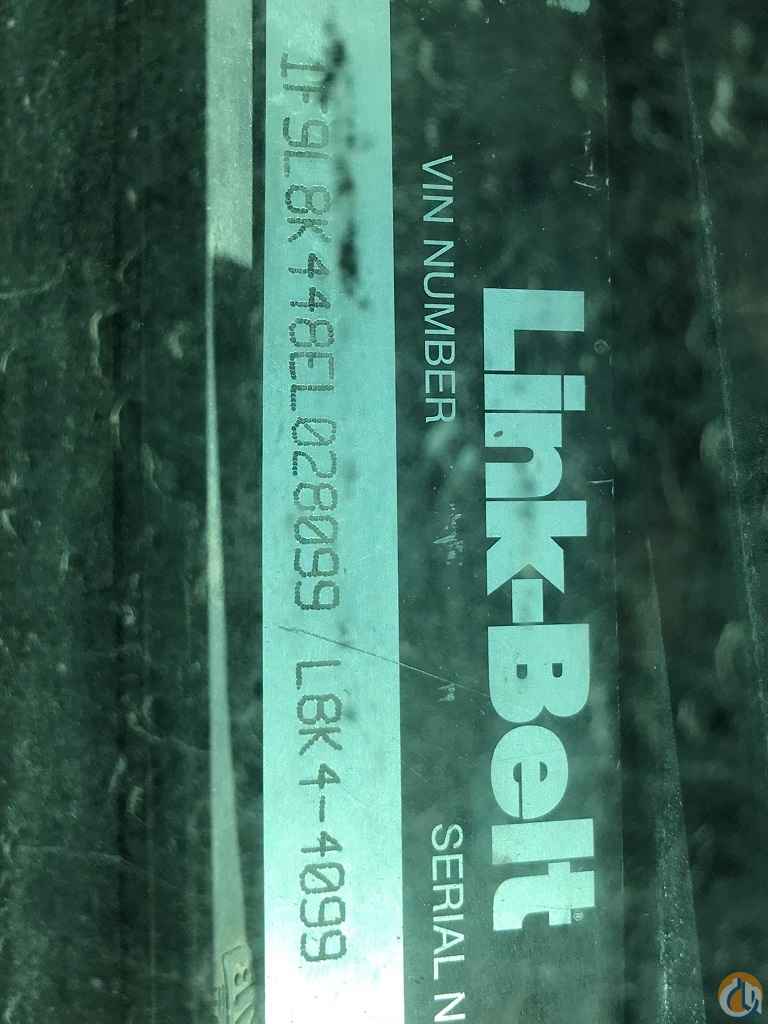 Link-Belt®
VIN NUMBER SERIAL N
1F9L8K448EL028099 L8K4-4099